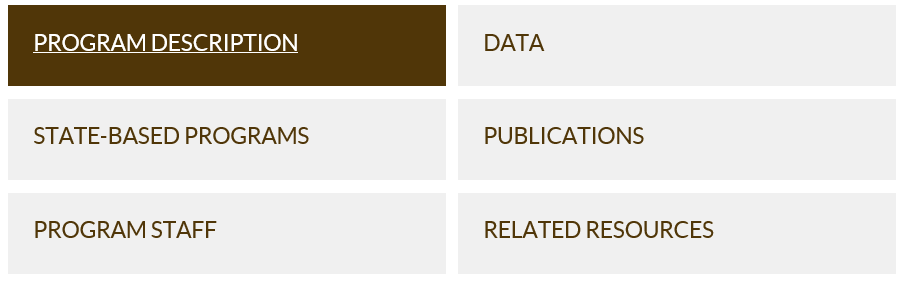 PROGRAM DESCRIPTION
DATA
STATE-BASED PROGRAMS
PUBLICATIONS
PROGRAM STAFF
RELATED RESOURCES